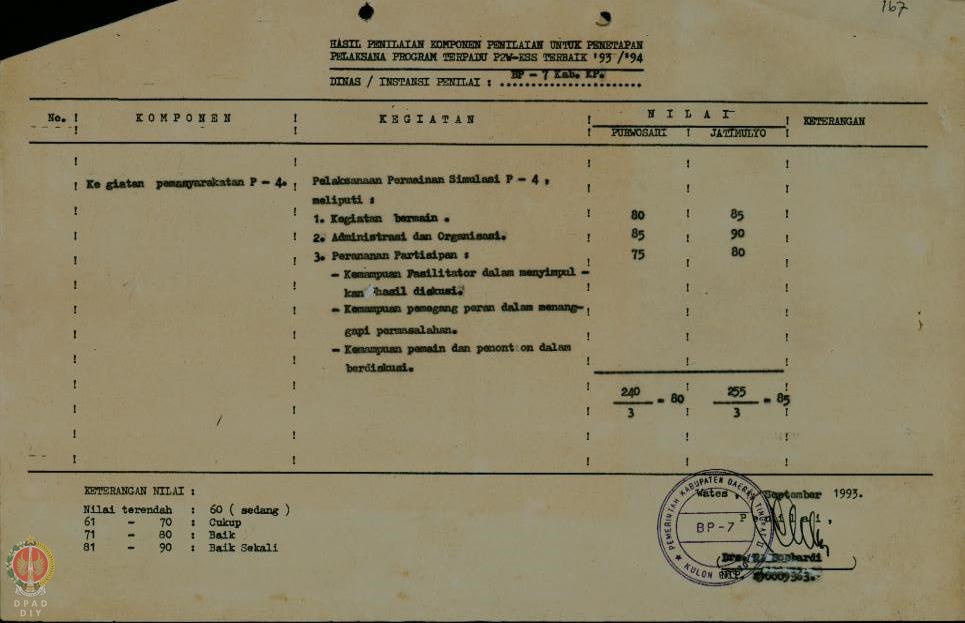 167
HASIL PENILAIAN KOMPONEN PENILAIAN UNTUK PENETAPAN
PELAKSANA PROGRAM TERPADU P2W-KSS TERBAIK '93 /'94
DINAS / INSTANSI PENILAI : BP - 7 Kab. KP.
No. ! K O M P O N E N ! K E G I A T A N ! N I L A I ! KETERANGAN
PURWOSARI ! JATIMULYO
Ke giatan pemasyarakatan P - 4. Pelaksanaan Permainan Simulasi P - 4 ,
meliputi :
1. Kegiatan bermain . 80 85
2. Administrasi dan Organisasi. 85 90
3. Perananan Partisipan : 75 80
- Kemampuan Fasilitator dalam menyimpul -
kan hasil diskusi.
- Kemampuan pemegang peran dalam menang-
gapi permasalahan.
- Kemampuan pemain dan penonton dalam
berdiskusi.
240 255
= 80 = 85
3 3
KETERANGAN NILAI :
Nilai terendah : 60 ( sedang )
61 - 70 : Cukup
71 - 80 : Baik
81 - 90 : Baik Sekali
Wates , September 1993.
P e n i l a i ,
PEMERINTAH KABUPATEN DAERAH TINGKAT II
BP-7
KULON
Drs.
NIP.
DPAD
DIY